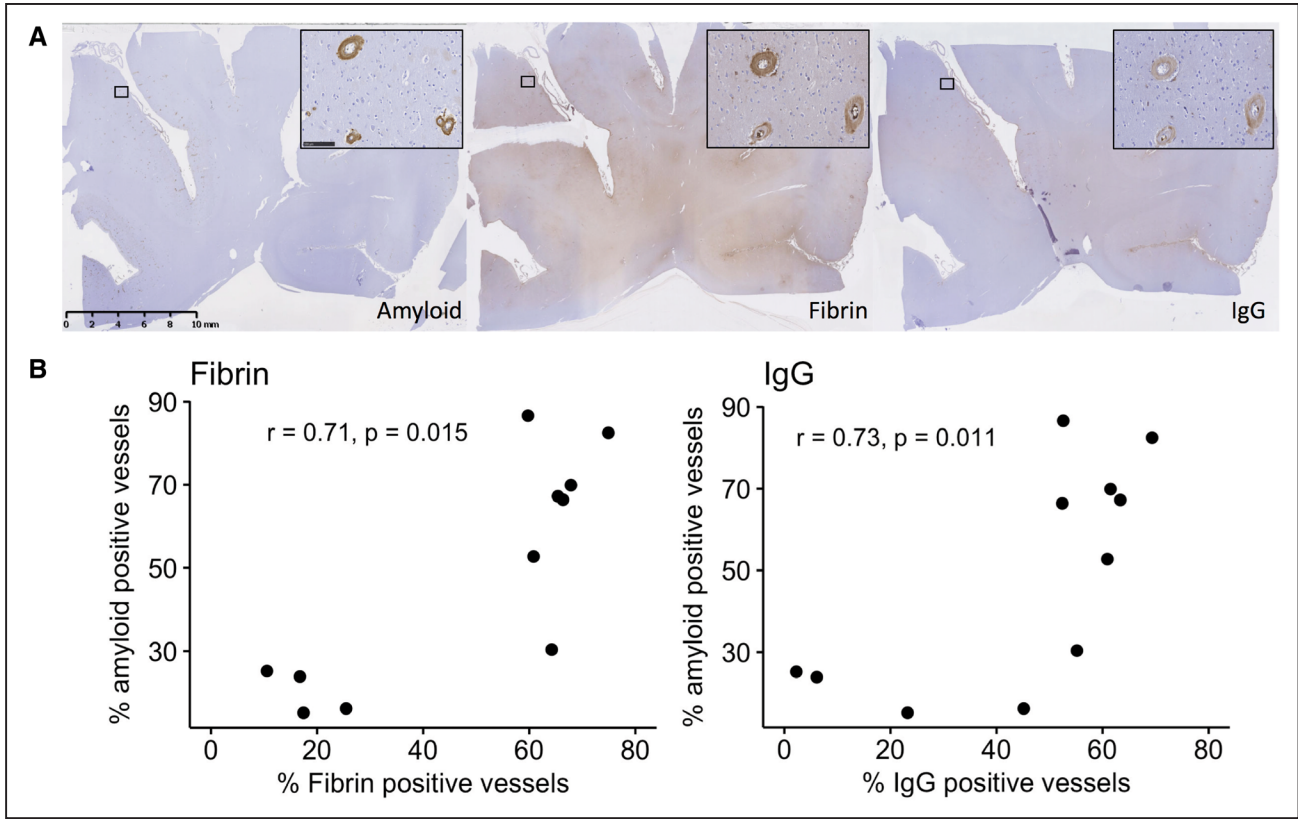 A
Amyloid
Fibrin
IgG
0 2 4 6 8 10 mm
B
Fibrin
r = 0.71, p = 0.015
% amyloid positive vessels
90
70
50
30
0 20 40 60 80
% Fibrin positive vessels
IgG
r = 0.73, p = 0.011
% amyloid positive vessels
90
70
50
30
0 20 40 60 80
% IgG positive vessels